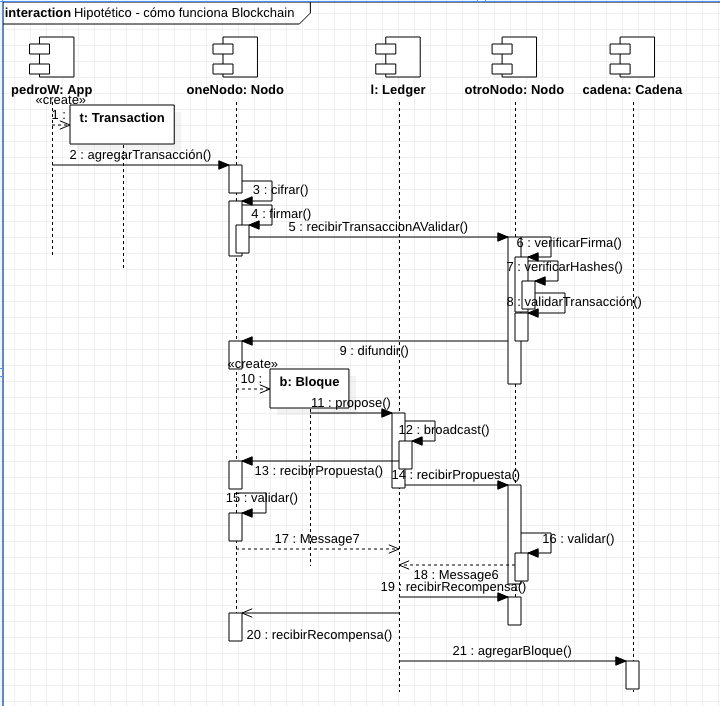 interaction Hipotético - cómo funciona Blockchain
pedroW: App
oneNodo: Nodo
l: Ledger
otroNodo: Nodo
cadena: Cadena
«create»
1 :
t: Transaction
2 : agregarTransacción()
3 : cifrar()
4 : firmar()
5 : recibirTransaccionAValidar()
6 : verificarFirma()
7 : verificarHashes()
8 : validarTransacción()
9 : difundir()
«create»
10 :
b: Bloque
11 : propose()
12 : broadcast()
13 : recibirPropuesta()
14 : recibirPropuesta()
15 : validar()
16 : validar()
17 : Message7
18 : Message6
19 : recibirRecompensa()
20 : recibirRecompensa()
21 : agregarBloque()